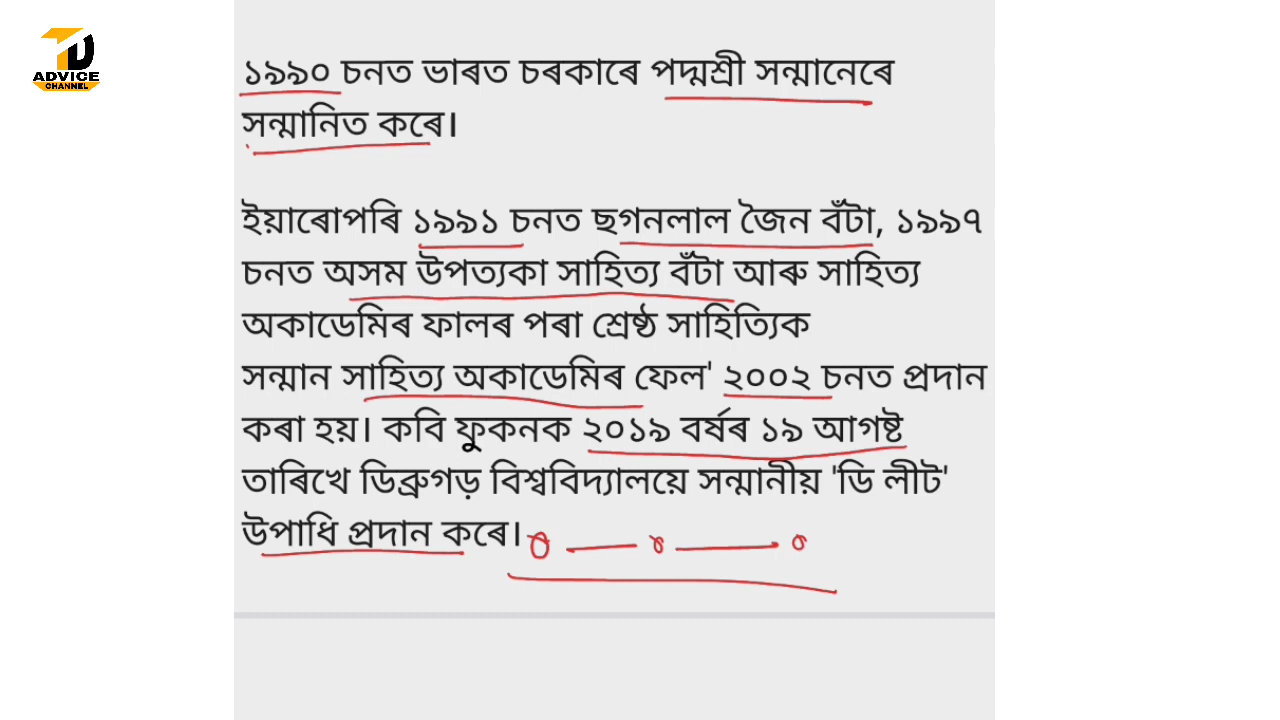 TD
ADVICE
CHANNEL
১৯৯০ চনত ভাৰত চৰকাৰে পদ্মশ্ৰী সন্মানেৰে
সন্মানিত কৰে।
ইয়াৰোপৰি ১৯৯১ চনত ছগনলাল জৈন বঁটা, ১৯৯৭
চনত অসম উপত্যকা সাহিত্য বঁটা আৰু সাহিত্য
অকাডেমিৰ ফালৰ পৰা শ্ৰেষ্ঠ সাহিত্যিক
সন্মান সাহিত্য অকাডেমিৰ ফেল' ২০০২ চনত প্ৰদান
কৰা হয়। কবি ফুকনক ২০১৯ বৰ্ষৰ ১৯ আগষ্ট
তাৰিখে ডিব্ৰুগড় বিশ্ববিদ্যালয়ে সন্মানীয় 'ডি লীট'
উপাধি প্ৰদান কৰে।